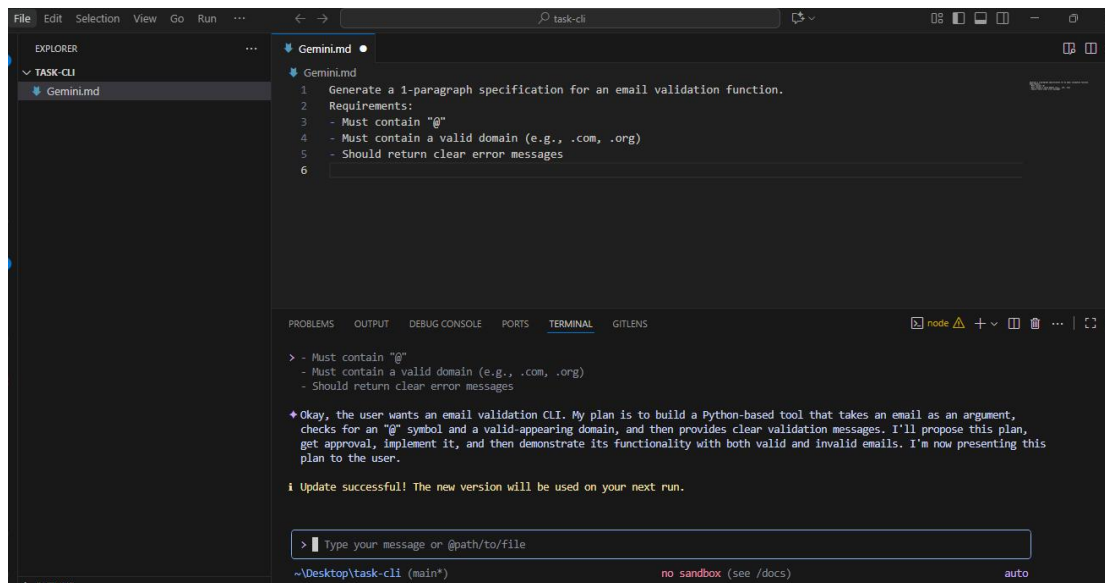 File Edit Selection View Go Run ···
task-cli
EXPLORER ···
TASK-CLI
Gemini.md
Gemini.md
Gemini.md
1 Generate a 1-paragraph specification for an email validation function.
2 Requirements:
3 - Must contain "@"
4 - Must contain a valid domain (e.g., .com, .org)
5 - Should return clear error messages
6
PROBLEMS OUTPUT DEBUG CONSOLE PORTS TERMINAL GITLENS
node
> - Must contain "@"
- Must contain a valid domain (e.g., .com, .org)
- Should return clear error messages
Okay, the user wants an email validation CLI. My plan is to build a Python-based tool that takes an email as an argument,
checks for an "@" symbol and a valid-appearing domain, and then provides clear validation messages. I'll propose this plan,
get approval, implement it, and then demonstrate its functionality with both valid and invalid emails. I'm now presenting this
plan to the user.
i Update successful! The new version will be used on your next run.
> Type your message or @path/to/file
~\Desktop\task-cli (main*) no sandbox (see /docs) auto